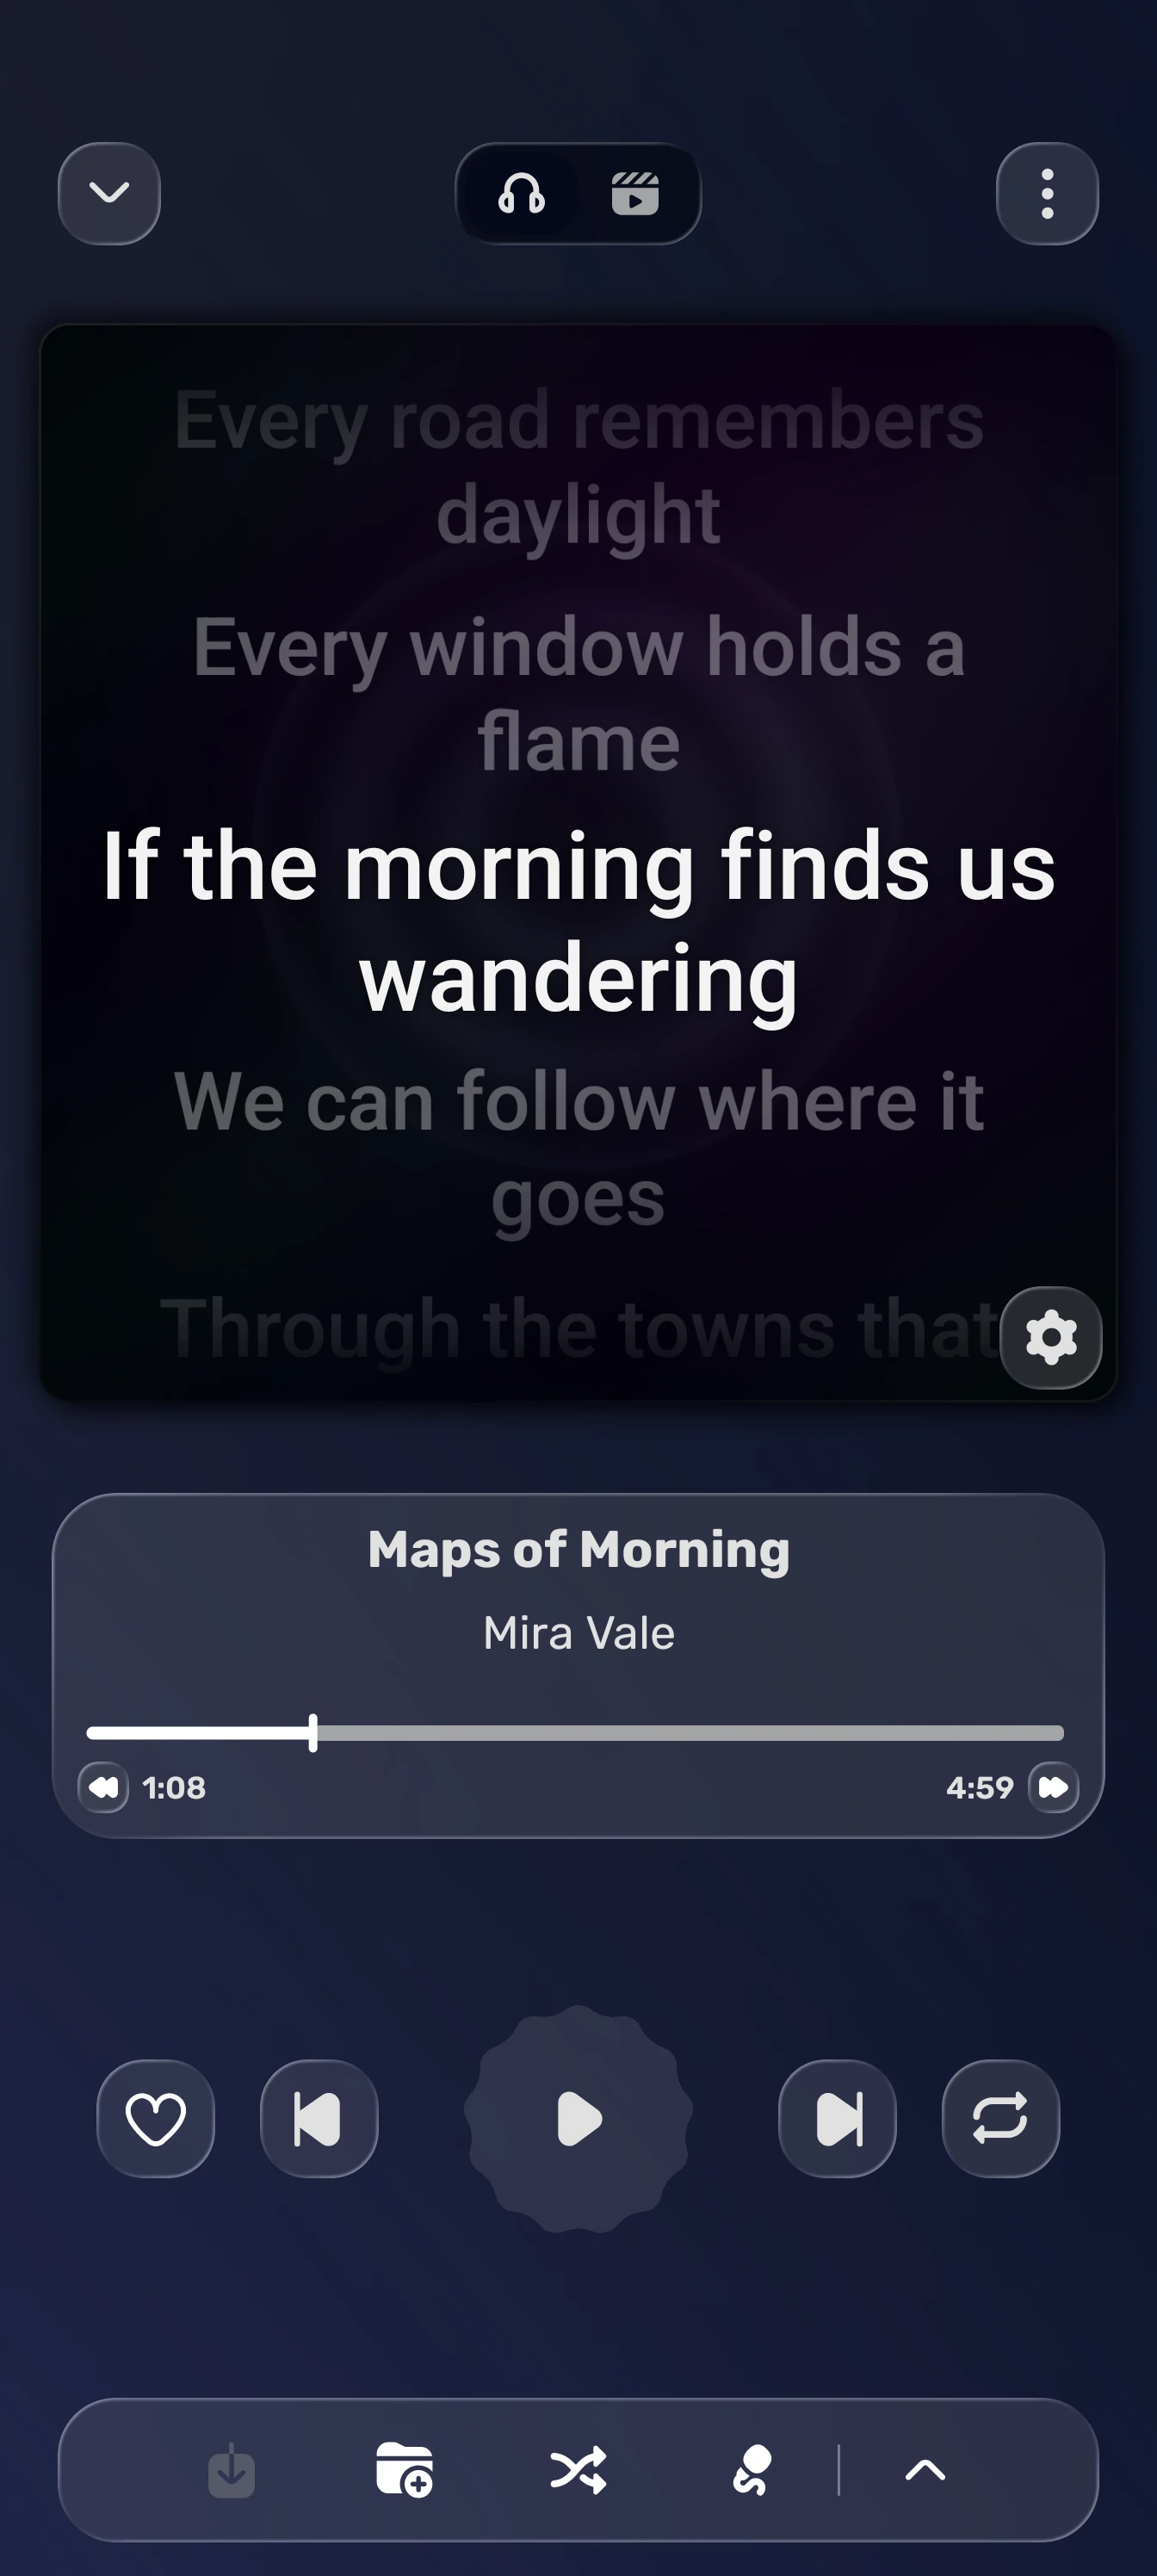 Every road remembers
daylight
Every window holds a
flame
If the morning finds us
wandering
We can follow where it
goes
Through the towns that
Maps of Morning
Mira Vale
1:08
4:59